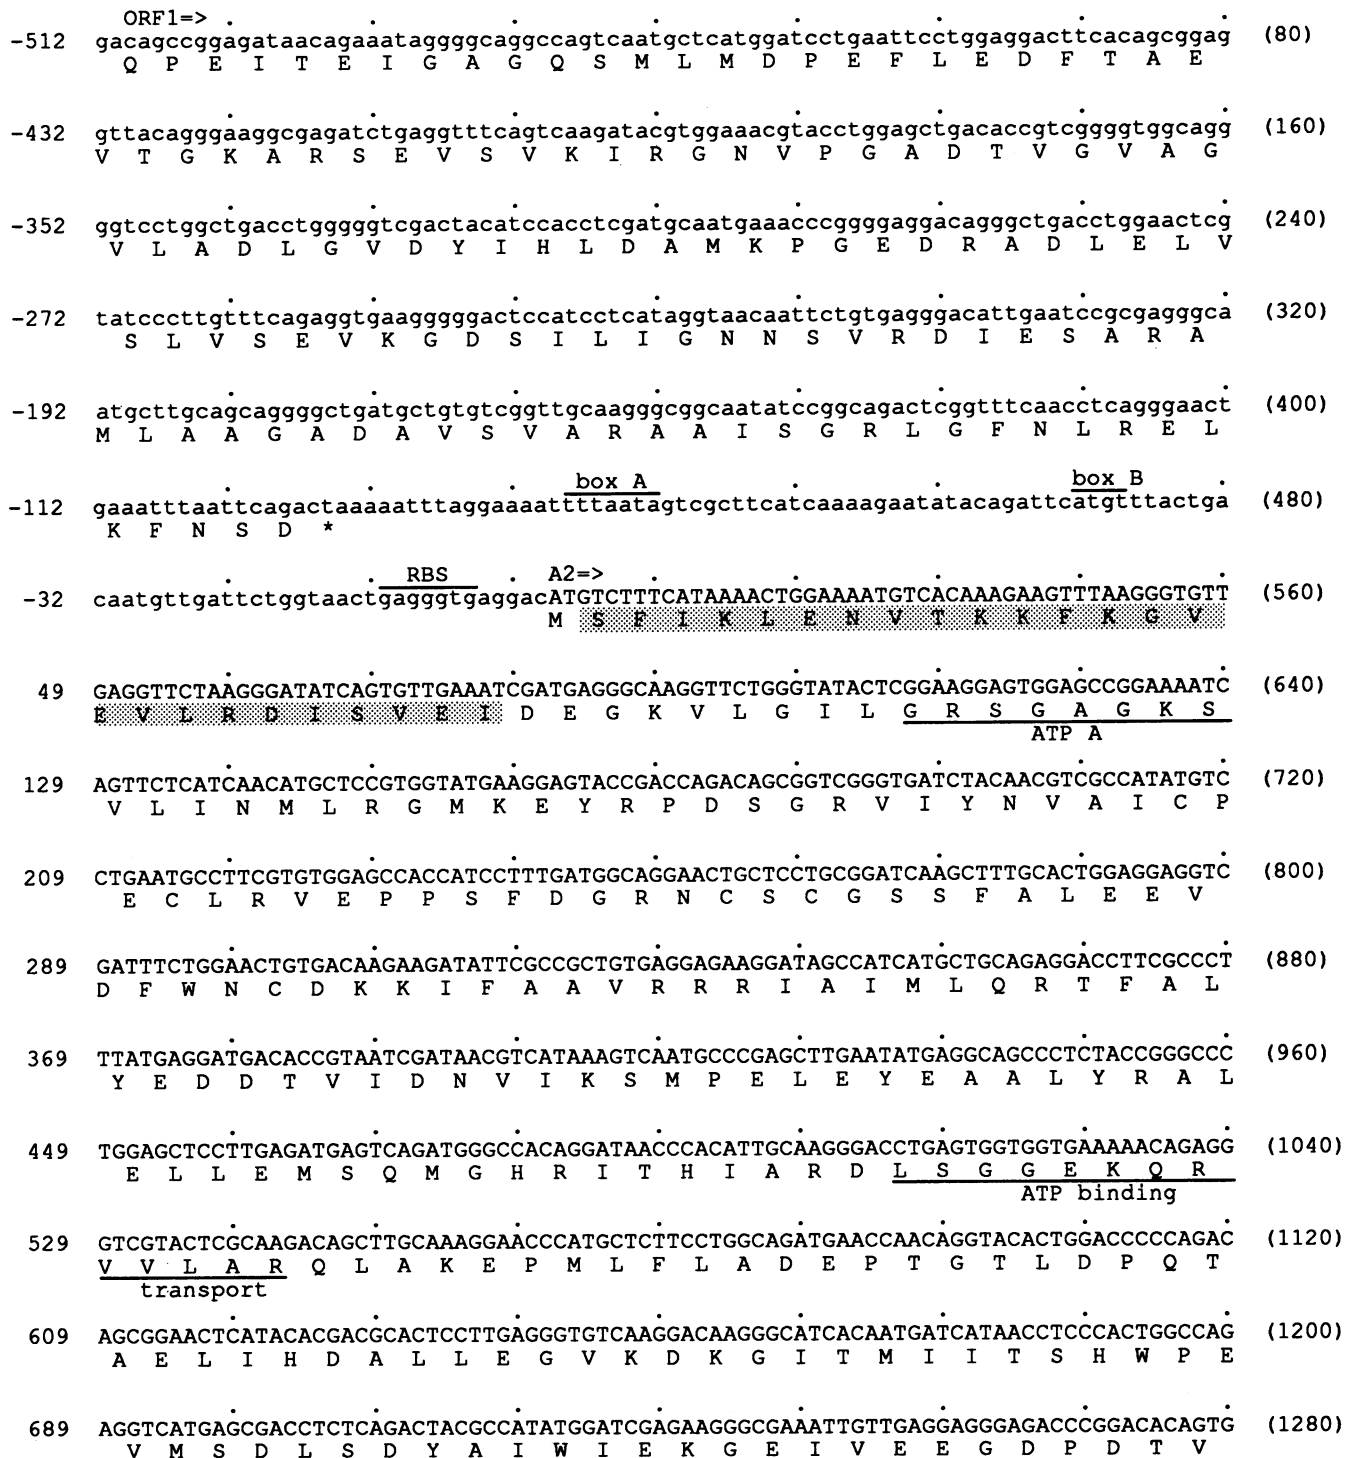 ORF1=>
-512 gacagccggagataacagaaataggggcaggccagtcaatgctcatggatcctgaattcctggaggacttcacagcggag (80)
Q P E I T E I G A G Q S M L M D P E F L E D F T A E
-432 gttacagggaaggcgagatctgaggtttcagtcaagatacgtggaaacgtacctggagctgacaccgtcggggtggcagg (160)
V T G K A R S E V S V K I R G N V P G A D T V G V A G
-352 ggtcctggctgacctgggggtcgactacatccacctcgatgcaatgaaacccggggaggacagggctgacctggaactcg (240)
V L A D L G V D Y I H L D A M K P G E D R A D L E L V
-272 tatcccttgtttcagaggtgaagggggactccatcctcataggtaacaattctgtgagggacattgaatccgcgagggca (320)
S L V S E V K G D S I L I G N N S V R D I E S A R A
-192 atgcttgcagcaggggctgatgctgtgtcggttgcaagggcggcaatatccggcagactcggtttcaacctcagggaact (400)
M L A A G A D A V S V A R A A I S G R L G F N L R E L
box A box B
-112 gaaatttaattcagactaaaaatttaggaaaattttaatagtcgcttcatcaaaagaatatacagattcatgtttactga (480)
K F N S D *
RBS A2=>
-32 caatgttgattctggtaactgagggtgaggacATGTCTTTCATAAAACTGGAAAATGTCACAAAGAAGTTTAAGGGTGTT (560)
M S F I K L E N V T K K F K G V
49 GAGGTTCTAAGGGATATCAGTGTTGAAATCGATGAGGGCAAGGTTCTGGGTATACTCGGAAGGAGTGGAGCCGGAAAATC (640)
E V L R D I S V E I D E G K V L G I L G R S G A G K S
ATP A
129 AGTTCTCATCAACATGCTCCGTGGTATGAAGGAGTACCGACCAGACAGCGGTCGGGTGATCTACAACGTCGCCATATGTC (720)
V L I N M L R G M K E Y R P D S G R V I Y N V A I C P
209 CTGAATGCCTTCGTGTGGAGCCACCATCCTTTGATGGCAGGAACTGCTCCTGCGGATCAAGCTTTGCACTGGAGGAGGTC (800)
E C L R V E P P S F D G R N C S C G S S F A L E E V
289 GATTTCTGGAACTGTGACAAGAAGATATTCGCCGCTGTGAGGAGAAGGATAGCCATCATGCTGCAGAGGACCTTCGCCCT (880)
D F W N C D K K I F A A V R R R I A I M L Q R T F A L
369 TTATGAGGATGACACCGTAATCGATAACGTCATAAAGTCAATGCCCGAGCTTGAATATGAGGCAGCCCTCTACCGGGCCC (960)
Y E D D T V I D N V I K S M P E L E Y E A A L Y R A L
449 TGGAGCTCCTTGAGATGAGTCAGATGGGCCACAGGATAACCCACATTGCAAGGGACCTGAGTGGTGGTGAAAAACAGAGG (1040)
E L L E M S Q M G H R I T H I A R D L S G G E K Q R
ATP binding
529 GTCGTACTCGCAAGACAGCTTGCAAAGGAACCCATGCTCTTCCTGGCAGATGAACCAACAGGTACACTGGACCCCCAGAC (1120)
V V L A R Q L A K E P M L F L A D E P T G T L D P Q T
transport
609 AGCGGAACTCATACACGACGCACTCCTTGAGGGTGTCAAGGACAAGGGCATCACAATGATCATAACCTCCCACTGGCCAG (1200)
A E L I H D A L L E G V K D K G I T M I I T S H W P E
689 AGGTCATGAGCGACCTCTCAGACTACGCCATATGGATCGAGAAGGGCGAAATTGTTGAGGAGGGAGACCCGGACACAGTG (1280)
V M S D L S D Y A I W I E K G E I V E E G D P D T V